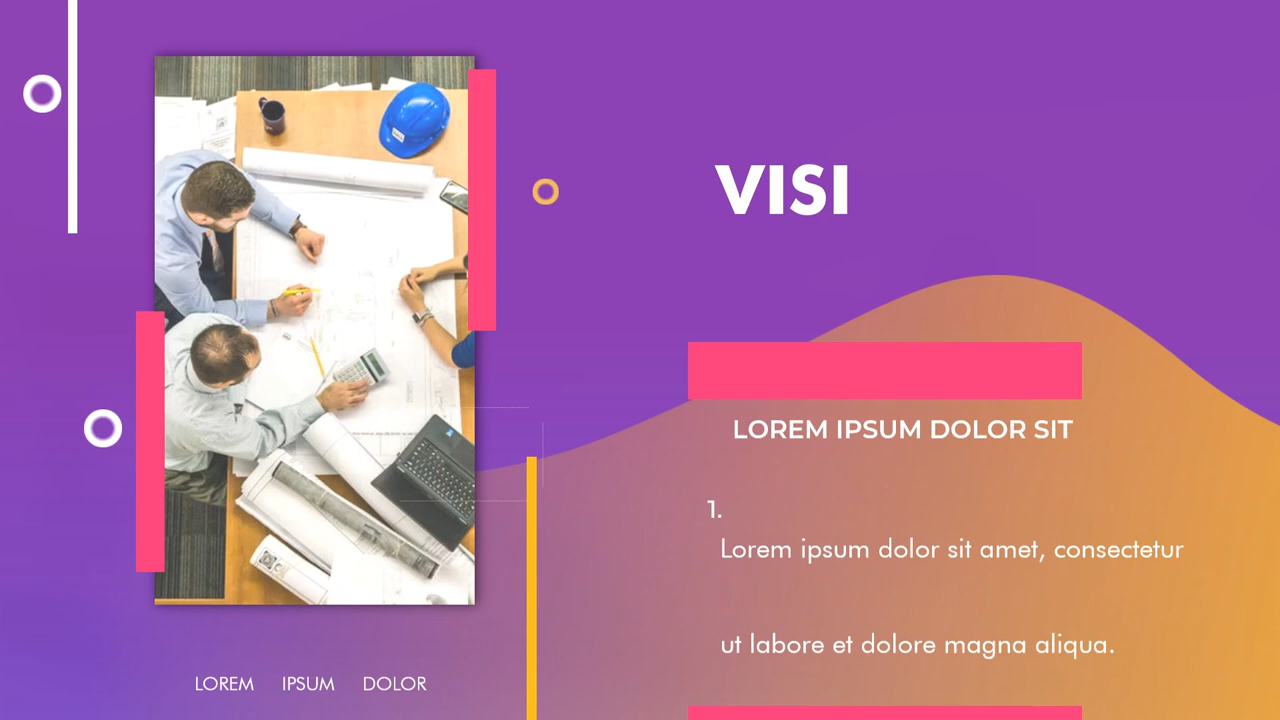 VISI
LOREM IPSUM DOLOR SIT
1.
Lorem ipsum dolor sit amet, consectetur
ut labore et dolore magna aliqua.
LOREM IPSUM DOLOR